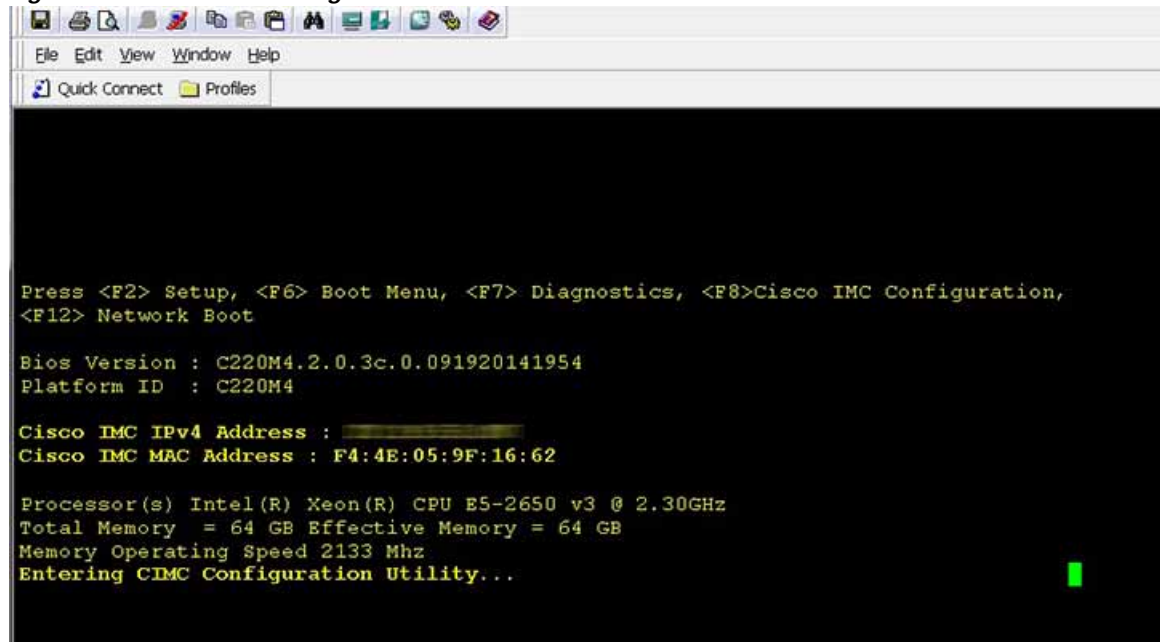 File Edit View Window Help
Quick Connect Profiles
Press <F2> Setup, <F6> Boot Menu, <F7> Diagnostics, <F8>Cisco IMC Configuration,
<F12> Network Boot
Bios Version : C220M4.2.0.3c.0.091920141954
Platform ID : C220M4
Cisco IMC IPv4 Address :
Cisco IMC MAC Address : F4:4E:05:9F:16:62
Processor(s) Intel(R) Xeon(R) CPU E5-2650 v3 @ 2.30GHz
Total Memory = 64 GB Effective Memory = 64 GB
Memory Operating Speed 2133 Mhz
Entering CIMC Configuration Utility...